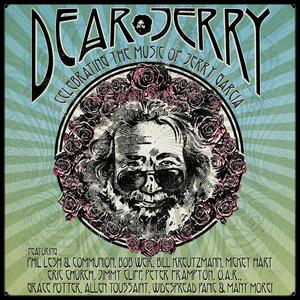 DEAR JERRY
CELEBRATING THE MUSIC OF JERRY GARCIA
FEATURING
PHIL LESH & COMMUNION, BOB WEIR, BILL KREUTZMANN, MICKEY HART
ERIC CHURCH, JIMMY CLIFF, PETER FRAMPTON, O.A.R.,
GRACE POTTER, ALLEN TOUSSAINT, WIDESPREAD PANIC & MANY MORE!